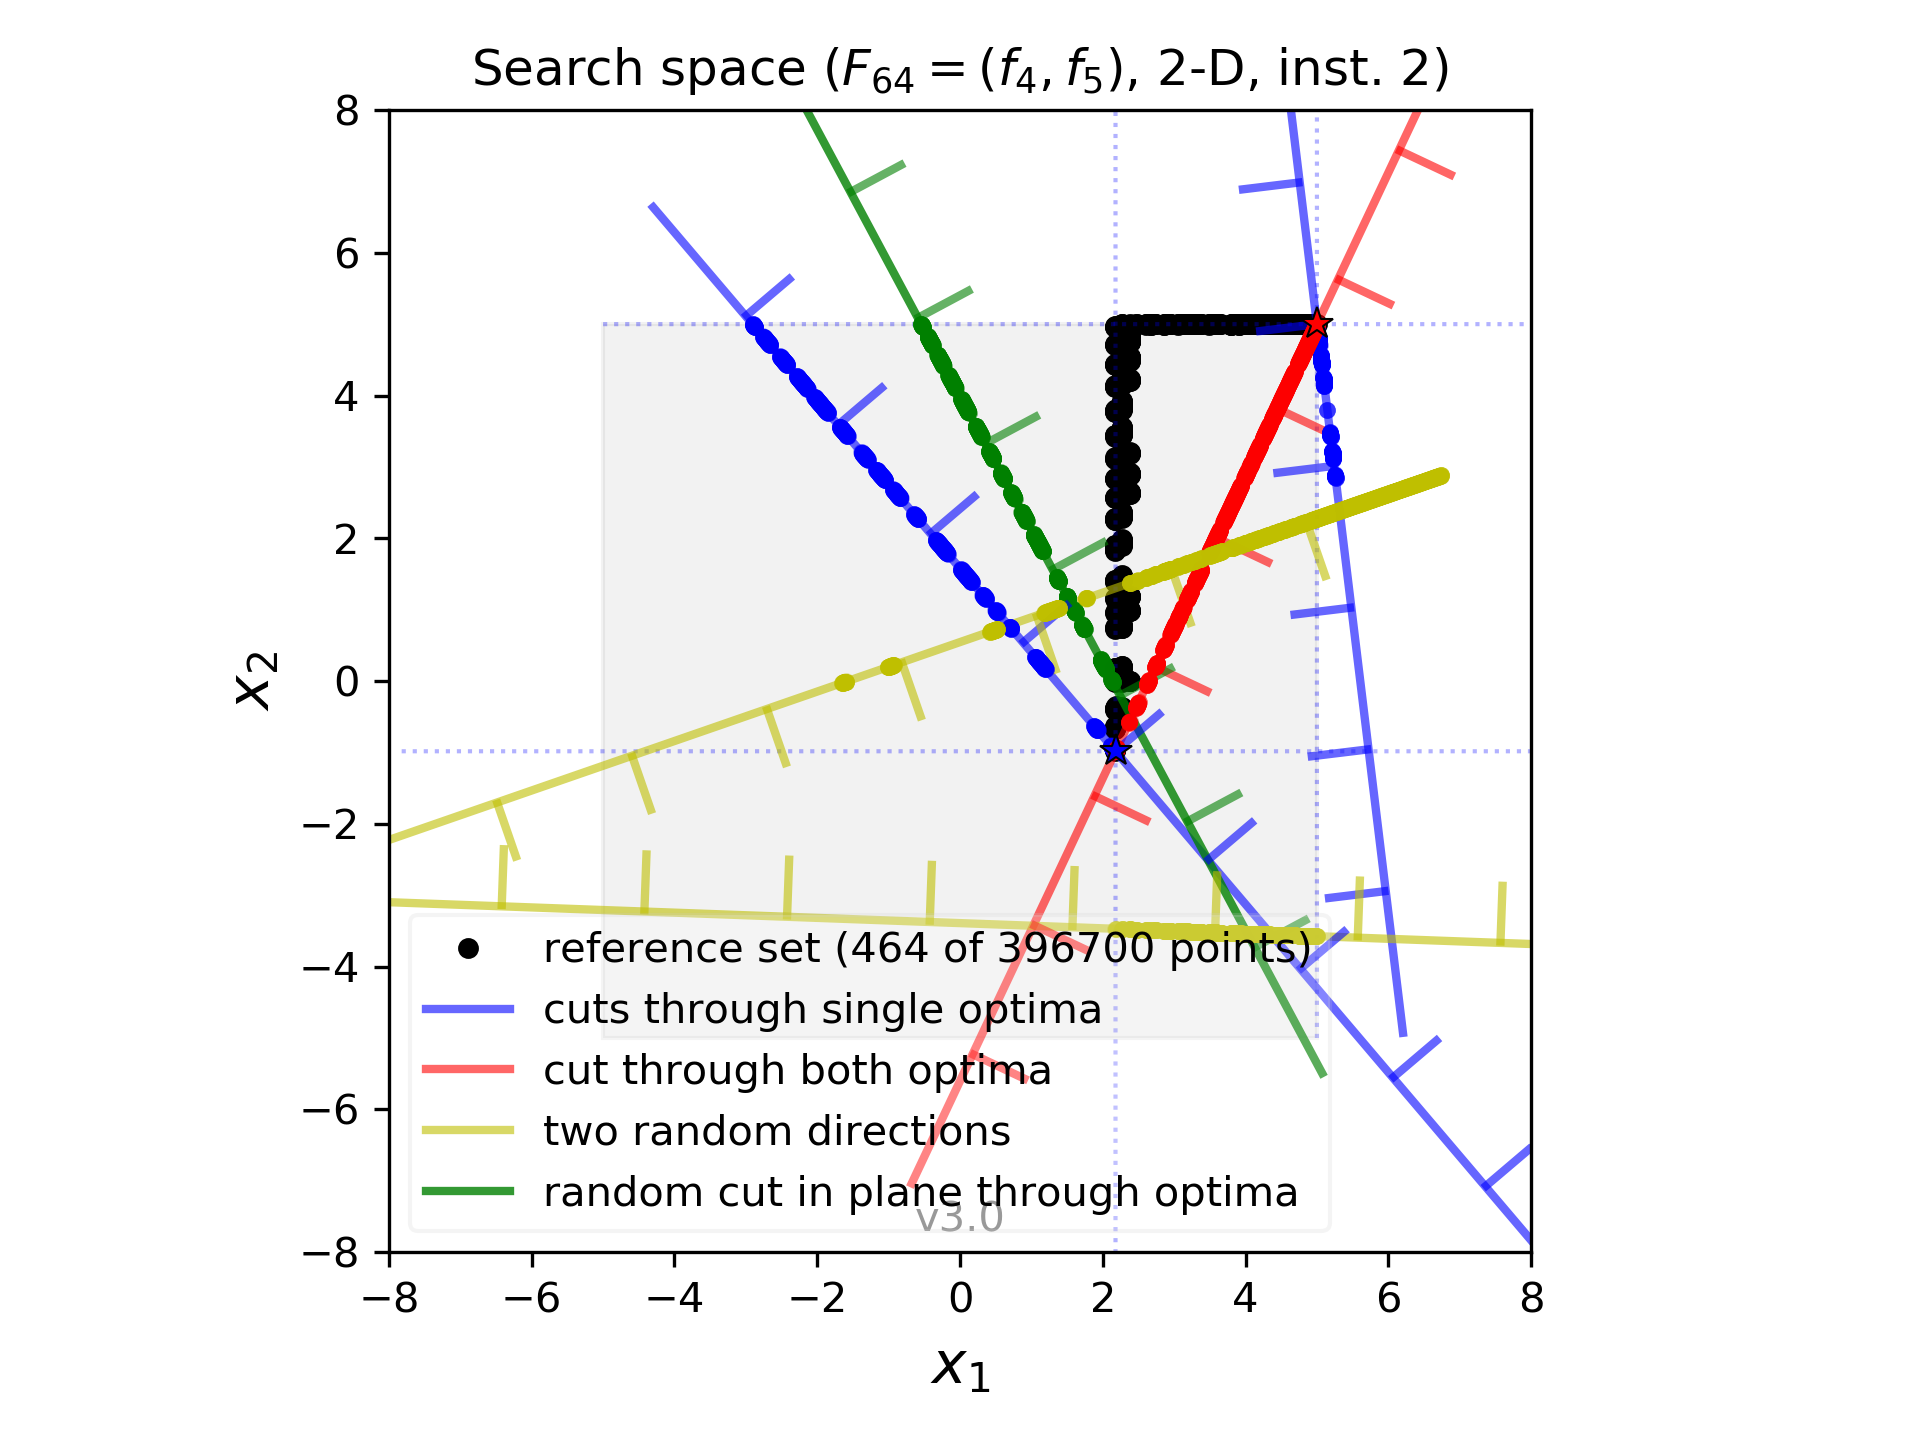 Search space (F₆₄ = (f₄, f₅), 2-D, inst. 2)
8
6
4
2
0
−2
−4
−6
−8
x₂
reference set (464 of 396700 points)
cuts through single optima
cut through both optima
two random directions
random cut in plane through optima
v3.0
−8 −6 −4 −2 0 2 4 6 8
x₁